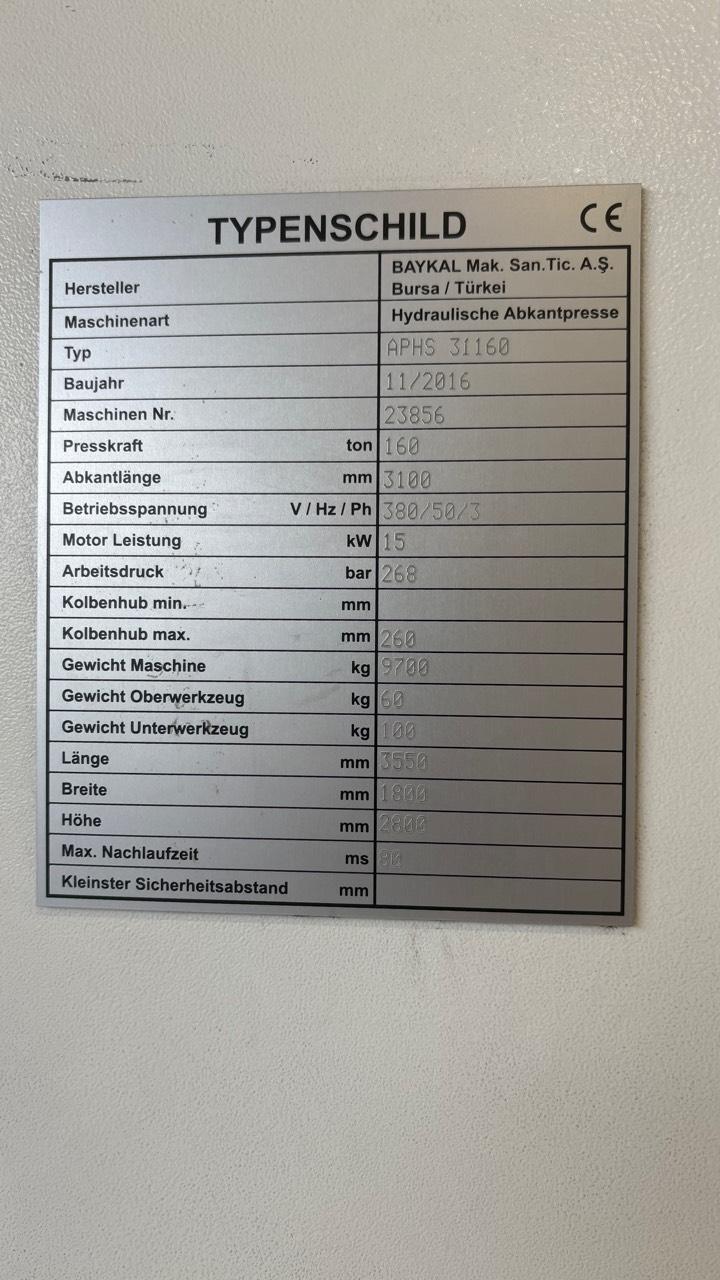 TYPENSCHILD CE
Hersteller BAYKAL Mak. San.Tic. A.Ş.
Bursa / Türkei
Maschinenart Hydraulische Abkantpresse
Typ APHS 31160
Baujahr 11/2016
Maschinen Nr. 23856
Presskraft ton 160
Abkantlänge mm 3100
Betriebsspannung V / Hz / Ph 380/50/3
Motor Leistung kW 15
Arbeitsdruck bar 268
Kolbenhub min. mm
Kolbenhub max. mm 260
Gewicht Maschine kg 9700
Gewicht Oberwerkzeug kg 60
Gewicht Unterwerkzeug kg 100
Länge mm 3550
Breite mm 1800
Höhe mm 2800
Max. Nachlaufzeit ms 80
Kleinster Sicherheitsabstand mm